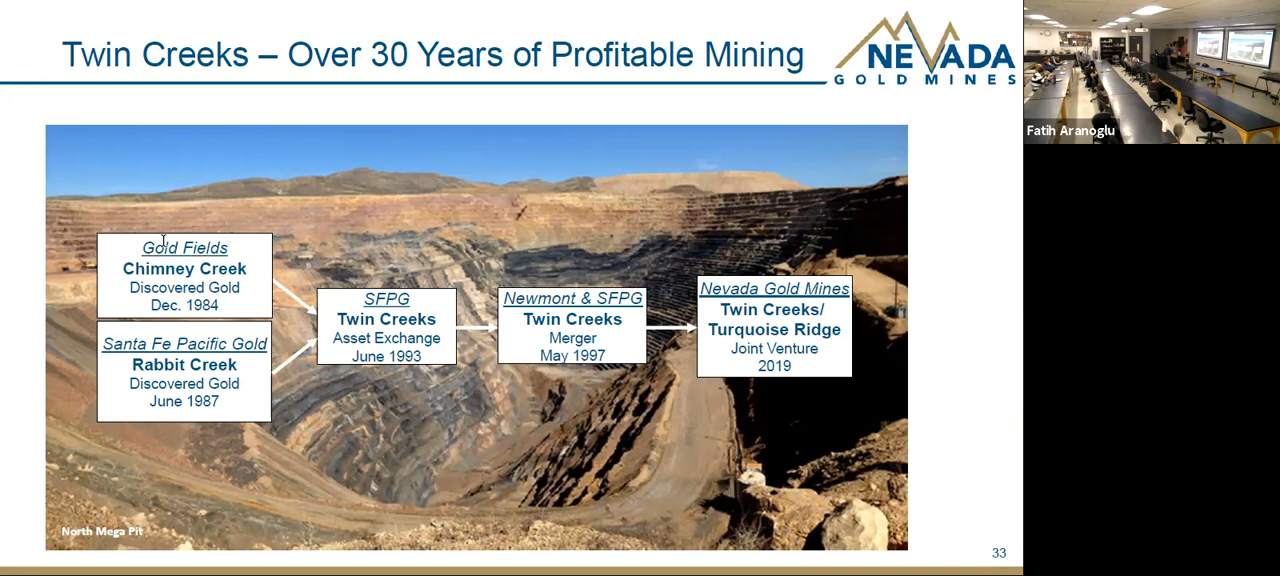 Twin Creeks – Over 30 Years of Profitable Mining
NEVADA
GOLD MINES
Fatih Aranoglu
Gold Fields
Chimney Creek
Discovered Gold
Dec. 1984
Santa Fe Pacific Gold
Rabbit Creek
Discovered Gold
June 1987
SFPG
Twin Creeks
Asset Exchange
June 1993
Newmont & SFPG
Twin Creeks
Merger
May 1997
Nevada Gold Mines
Twin Creeks/
Turquoise Ridge
Joint Venture
2019
North Mega Pit
33